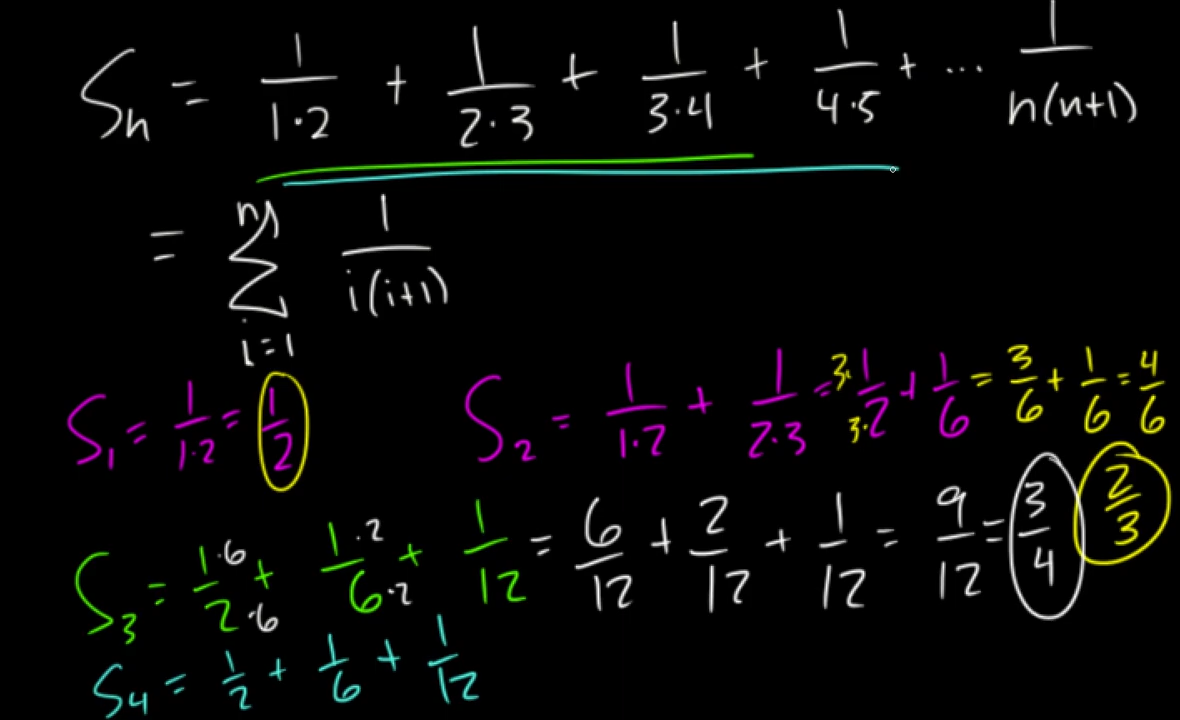 Sn = 1/(1·2) + 1/(2·3) + 1/(3·4) + 1/(4·5) + ... 1/(n(n+1))
= n∑i=1 1/(i(i+1))
S1 = 1/(1·2) = 1/2
S2 = 1/(1·2) + 1/(2·3) = 3·1/3·2 + 1/6 = 3/6 + 1/6 = 4/6
2/3
S3 = 1·6/2·6 + 1·2/6·2 + 1/12 = 6/12 + 2/12 + 1/12 = 9/12 = 3/4
S4 = 1/2 + 1/6 + 1/12